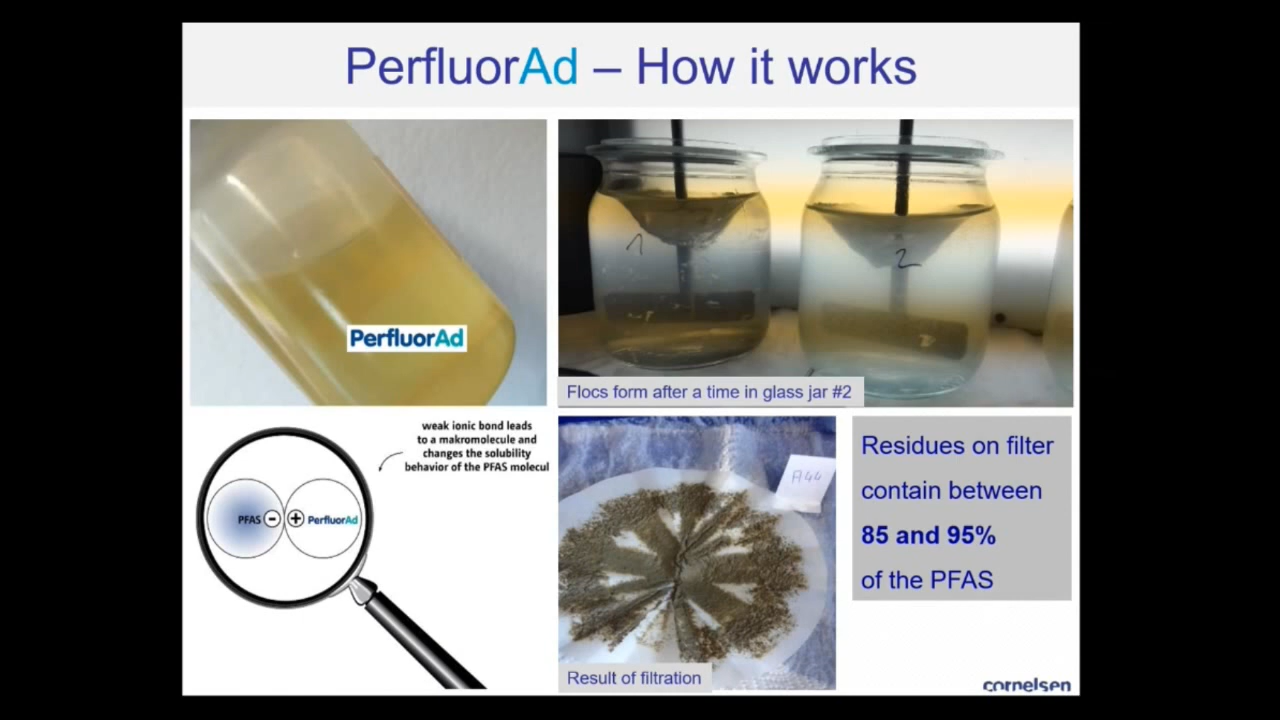 PerfluorAd – How it works
PerfluorAd
1
2
Flocs form after a time in glass jar #2
weak ionic bond leads
to a makromolecule and
changes the solubility
behavior of the PFAS molecul
PFAS − + PerfluorAd
A44
Result of filtration
Residues on filter
contain between
85 and 95%
of the PFAS
cornelsen